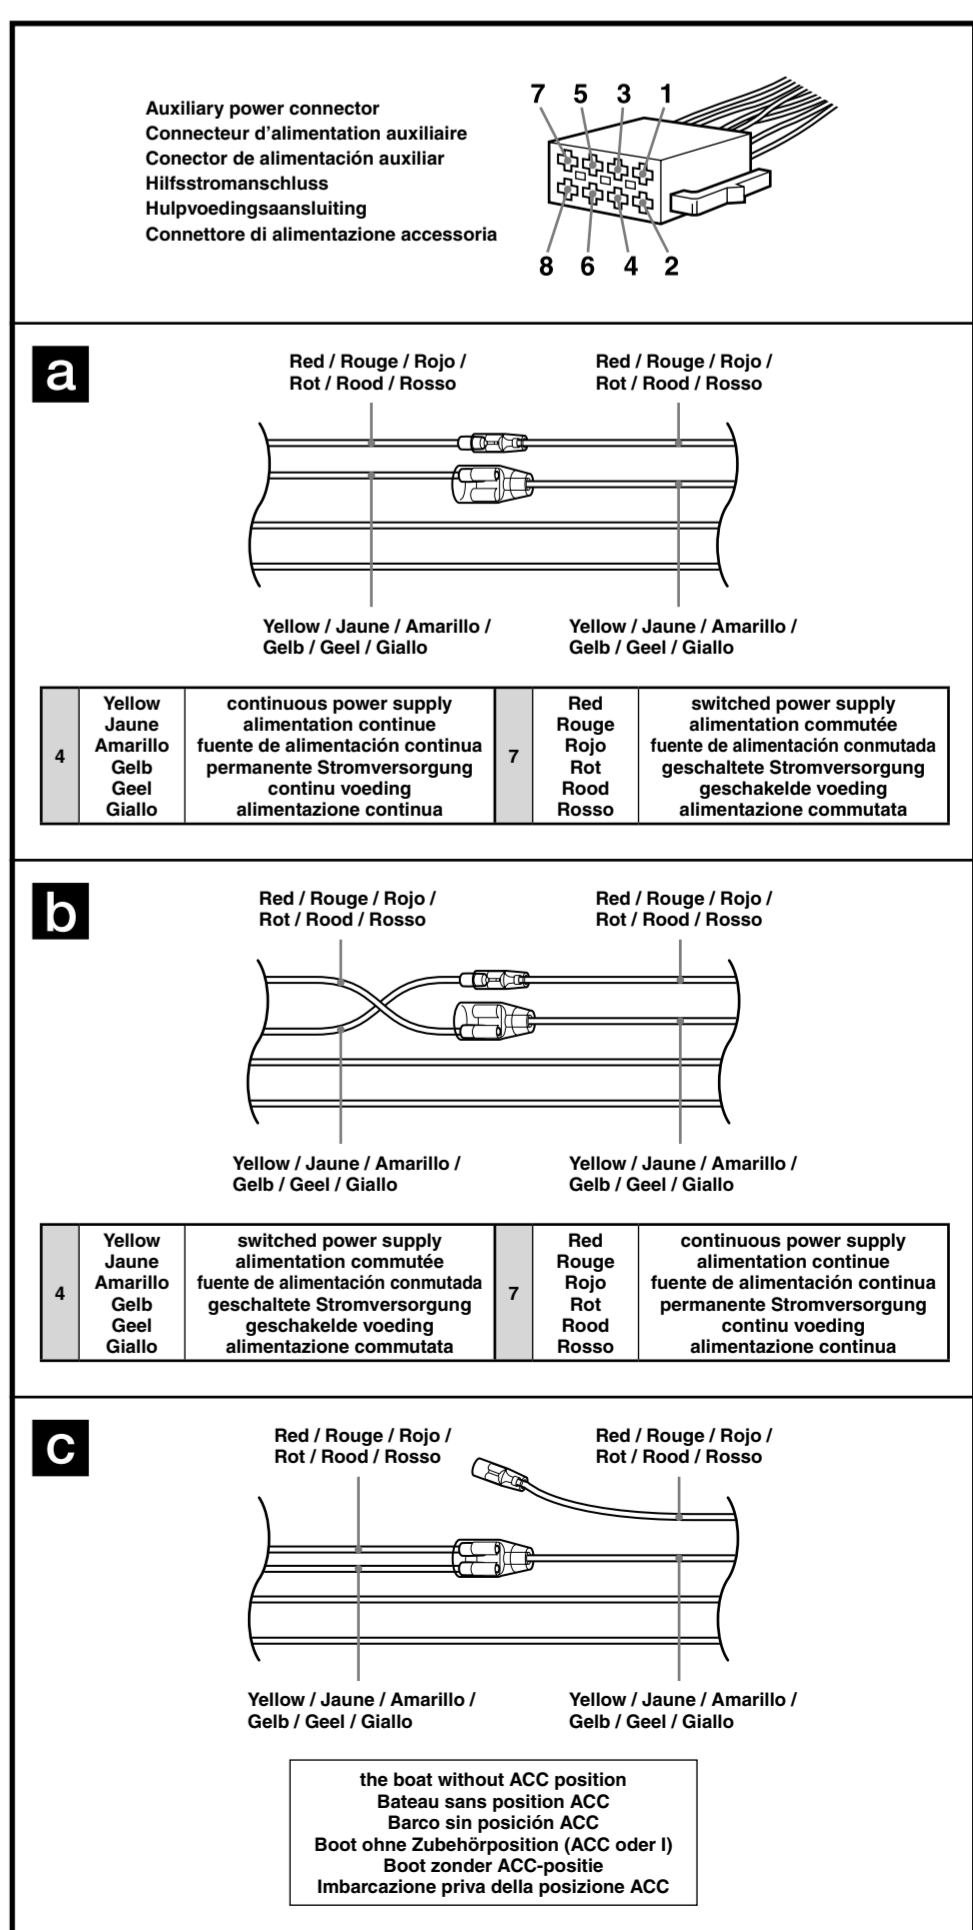 Auxiliary power connector
Connecteur d'alimentation auxiliaire
Conector de alimentación auxiliar
Hilfsstromanschluss
Hulpvoedingsaansluiting
Connettore di alimentazione accessoria
7 5 3 1
8 6 4 2
a
Red / Rouge / Rojo /
Rot / Rood / Rosso
Red / Rouge / Rojo /
Rot / Rood / Rosso
Yellow / Jaune / Amarillo /
Gelb / Geel / Giallo
Yellow / Jaune / Amarillo /
Gelb / Geel / Giallo
4
Yellow
Jaune
Amarillo
Gelb
Geel
Giallo
continuous power supply
alimentation continue
fuente de alimentación continua
permanente Stromversorgung
continu voeding
alimentazione continua
7
Red
Rouge
Rojo
Rot
Rood
Rosso
switched power supply
alimentation commutée
fuente de alimentación conmutada
geschaltete Stromversorgung
geschakelde voeding
alimentazione commutata
b
Red / Rouge / Rojo /
Rot / Rood / Rosso
Red / Rouge / Rojo /
Rot / Rood / Rosso
Yellow / Jaune / Amarillo /
Gelb / Geel / Giallo
Yellow / Jaune / Amarillo /
Gelb / Geel / Giallo
4
Yellow
Jaune
Amarillo
Gelb
Geel
Giallo
switched power supply
alimentation commutée
fuente de alimentación conmutada
geschaltete Stromversorgung
geschakelde voeding
alimentazione commutata
7
Red
Rouge
Rojo
Rot
Rood
Rosso
continuous power supply
alimentation continue
fuente de alimentación continua
permanente Stromversorgung
continu voeding
alimentazione continua
c
Red / Rouge / Rojo /
Rot / Rood / Rosso
Red / Rouge / Rojo /
Rot / Rood / Rosso
Yellow / Jaune / Amarillo /
Gelb / Geel / Giallo
Yellow / Jaune / Amarillo /
Gelb / Geel / Giallo
the boat without ACC position
Bateau sans position ACC
Barco sin posición ACC
Boot ohne Zubehörposition (ACC oder I)
Boot zonder ACC-positie
Imbarcazione priva della posizione ACC